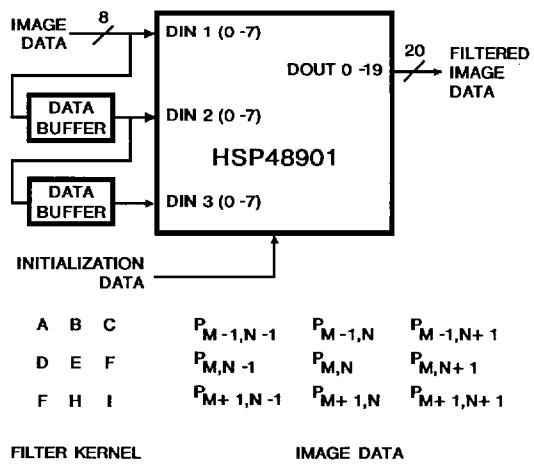 IMAGE DATA
8
DIN 1 (0 -7)
20
FILTERED IMAGE DATA
DOUT 0 -19
DATA BUFFER
DIN 2 (0 -7)
HSP48901
DATA BUFFER
DIN 3 (0 -7)
INITIALIZATION DATA
A B C P M -1,N -1 P M -1,N P M -1,N+ 1
D E F P M,N -1 P M,N P M,N+ 1
F H I P M+ 1,N -1 P M+ 1,N P M+ 1,N+ 1
FILTER KERNEL IMAGE DATA